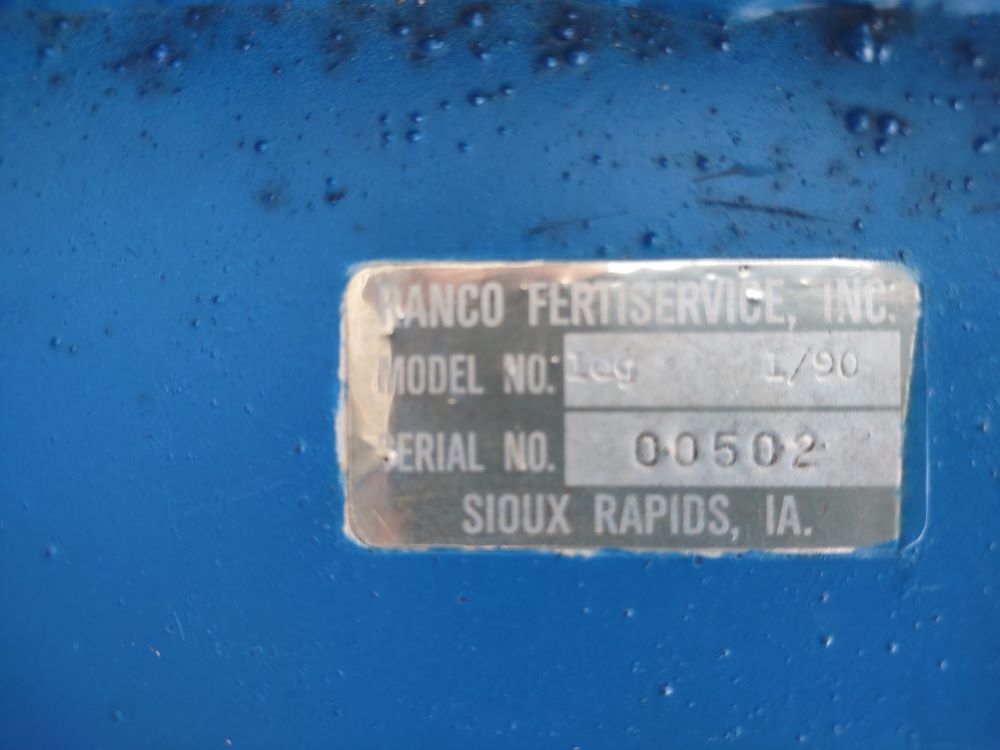 RANCO FERTISERVICE, INC.
MODEL NO. Leg 1/90
SERIAL NO. 00502
SIOUX RAPIDS, IA.